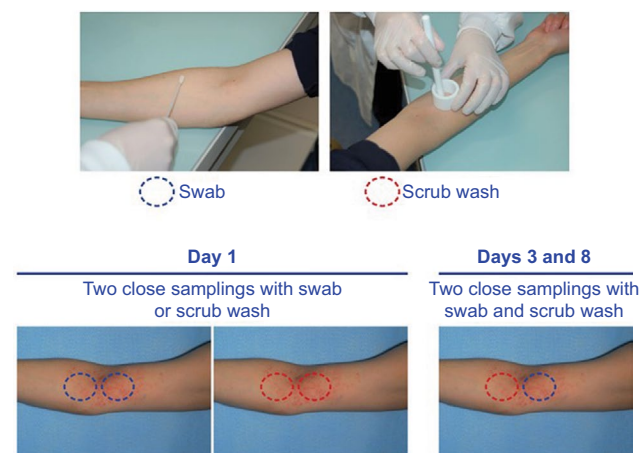 Swab
Scrub wash
Day 1
Two close samplings with swab
or scrub wash
Days 3 and 8
Two close samplings with
swab and scrub wash